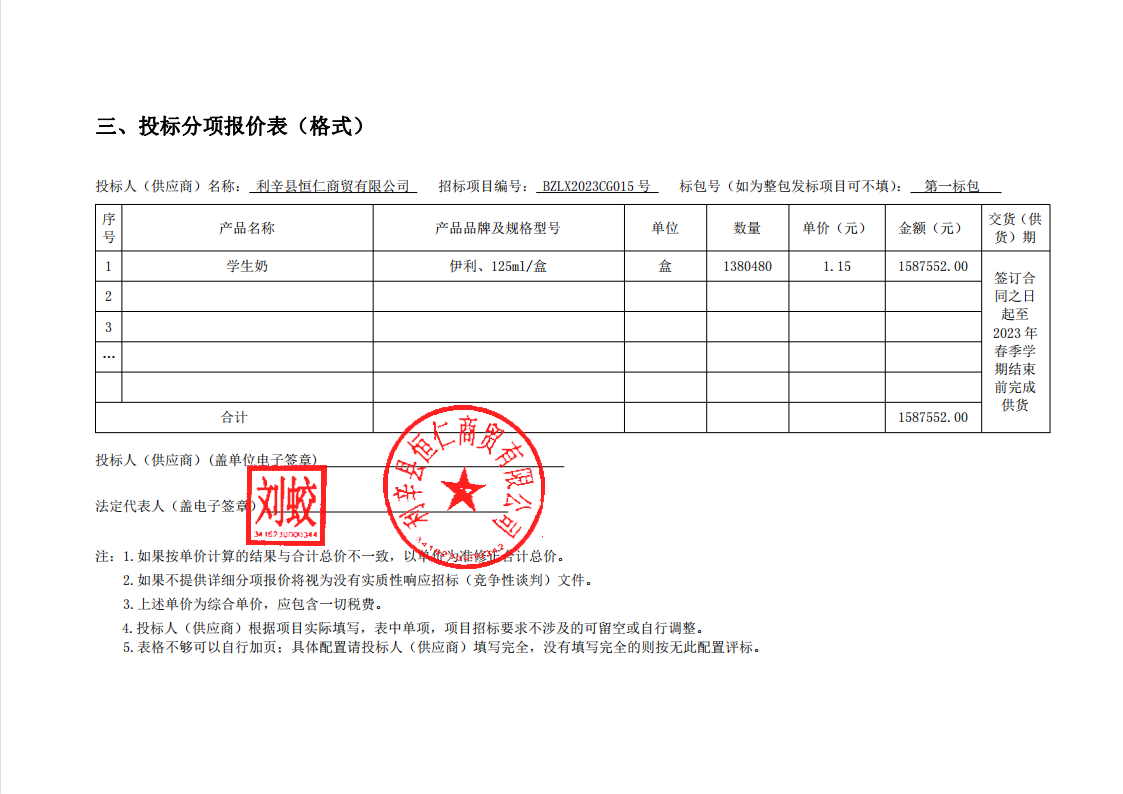 三、投标分项报价表（格式）
投标人（供应商）名称： 利辛县恒仁商贸有限公司 招标项目编号： BZLX2023CG015 号 标包号（如为整包发标项目可不填）： 第一标包
序号 产品名称 产品品牌及规格型号 单位 数量 单价（元） 金额（元） 交货（供货）期
1 学生奶 伊利、125ml/盒 盒 1380480 1.15 1587552.00
签订合同之日起至2023 年春季学期结束前完成供货
2
3
…
合计 1587552.00
投标人（供应商）(盖单位电子签章)
利辛县恒仁商贸有限公司
法定代表人（盖电子签章）
刘蛟
注：1.如果按单价计算的结果与合计总价不一致，以单价为准修正合计总价。
2.如果不提供详细分项报价将视为没有实质性响应招标（竞争性谈判）文件。
3.上述单价为综合单价，应包含一切税费。
4.投标人（供应商）根据项目实际填写，表中单项，项目招标要求不涉及的可留空或自行调整。
5.表格不够可以自行加页；具体配置请投标人（供应商）填写完全，没有填写完全的则按无此配置评标。